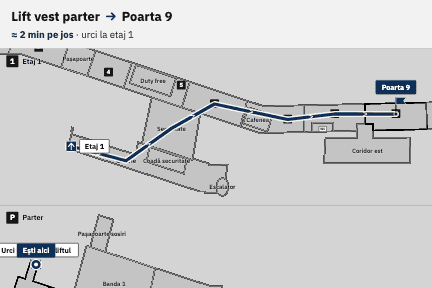 Lift vest parter → Poarta 9
≈ 2 min pe jos · urci la etaj 1
1 Etaj 1
Pașapoarte
4
Duty free
5
Poarta 9
Cafenea
Etaj 1
Coadă securitate
Coridor est
Escalator
P Parter
Pașapoarte sosiri
Urci
Ești aici
liftul
Banda 1